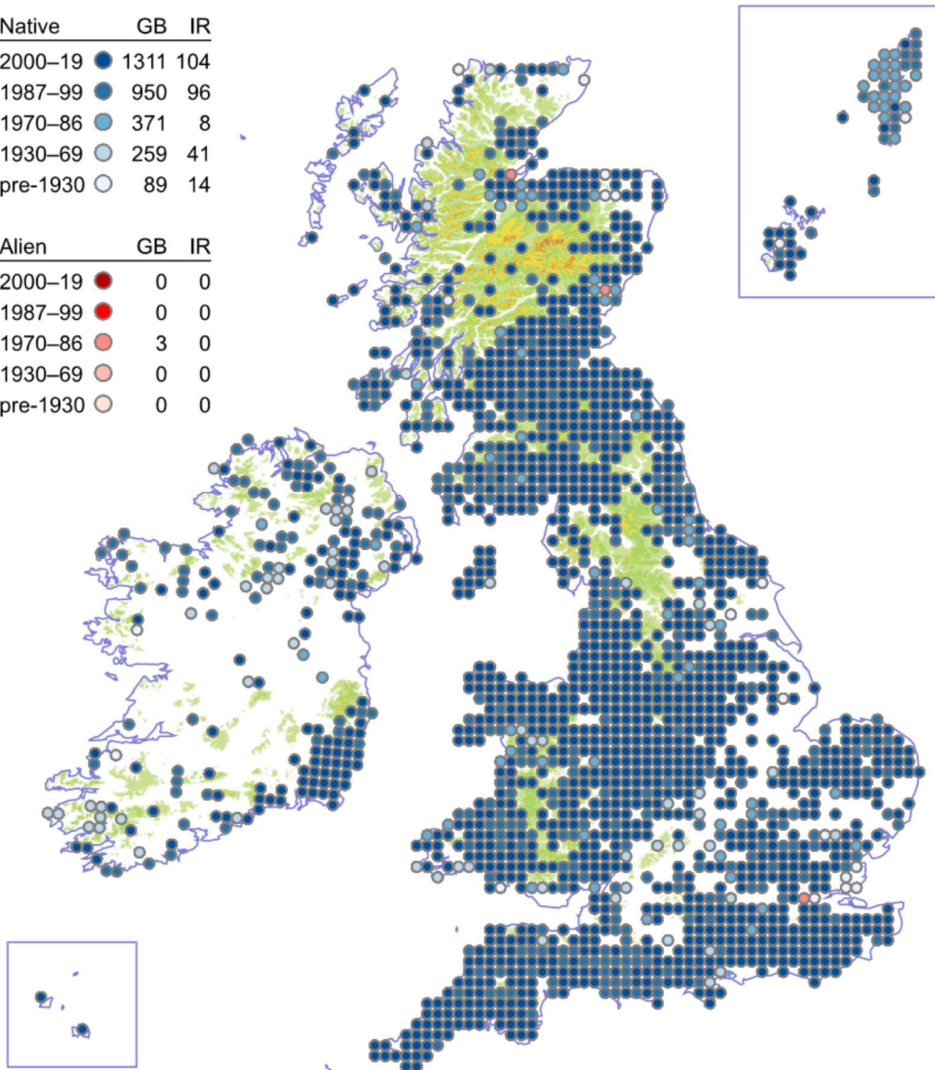 Native GB IR
2000–19 1311 104
1987–99 950 96
1970–86 371 8
1930–69 259 41
pre-1930 89 14
Alien GB IR
2000–19 0 0
1987–99 0 0
1970–86 3 0
1930–69 0 0
pre-1930 0 0